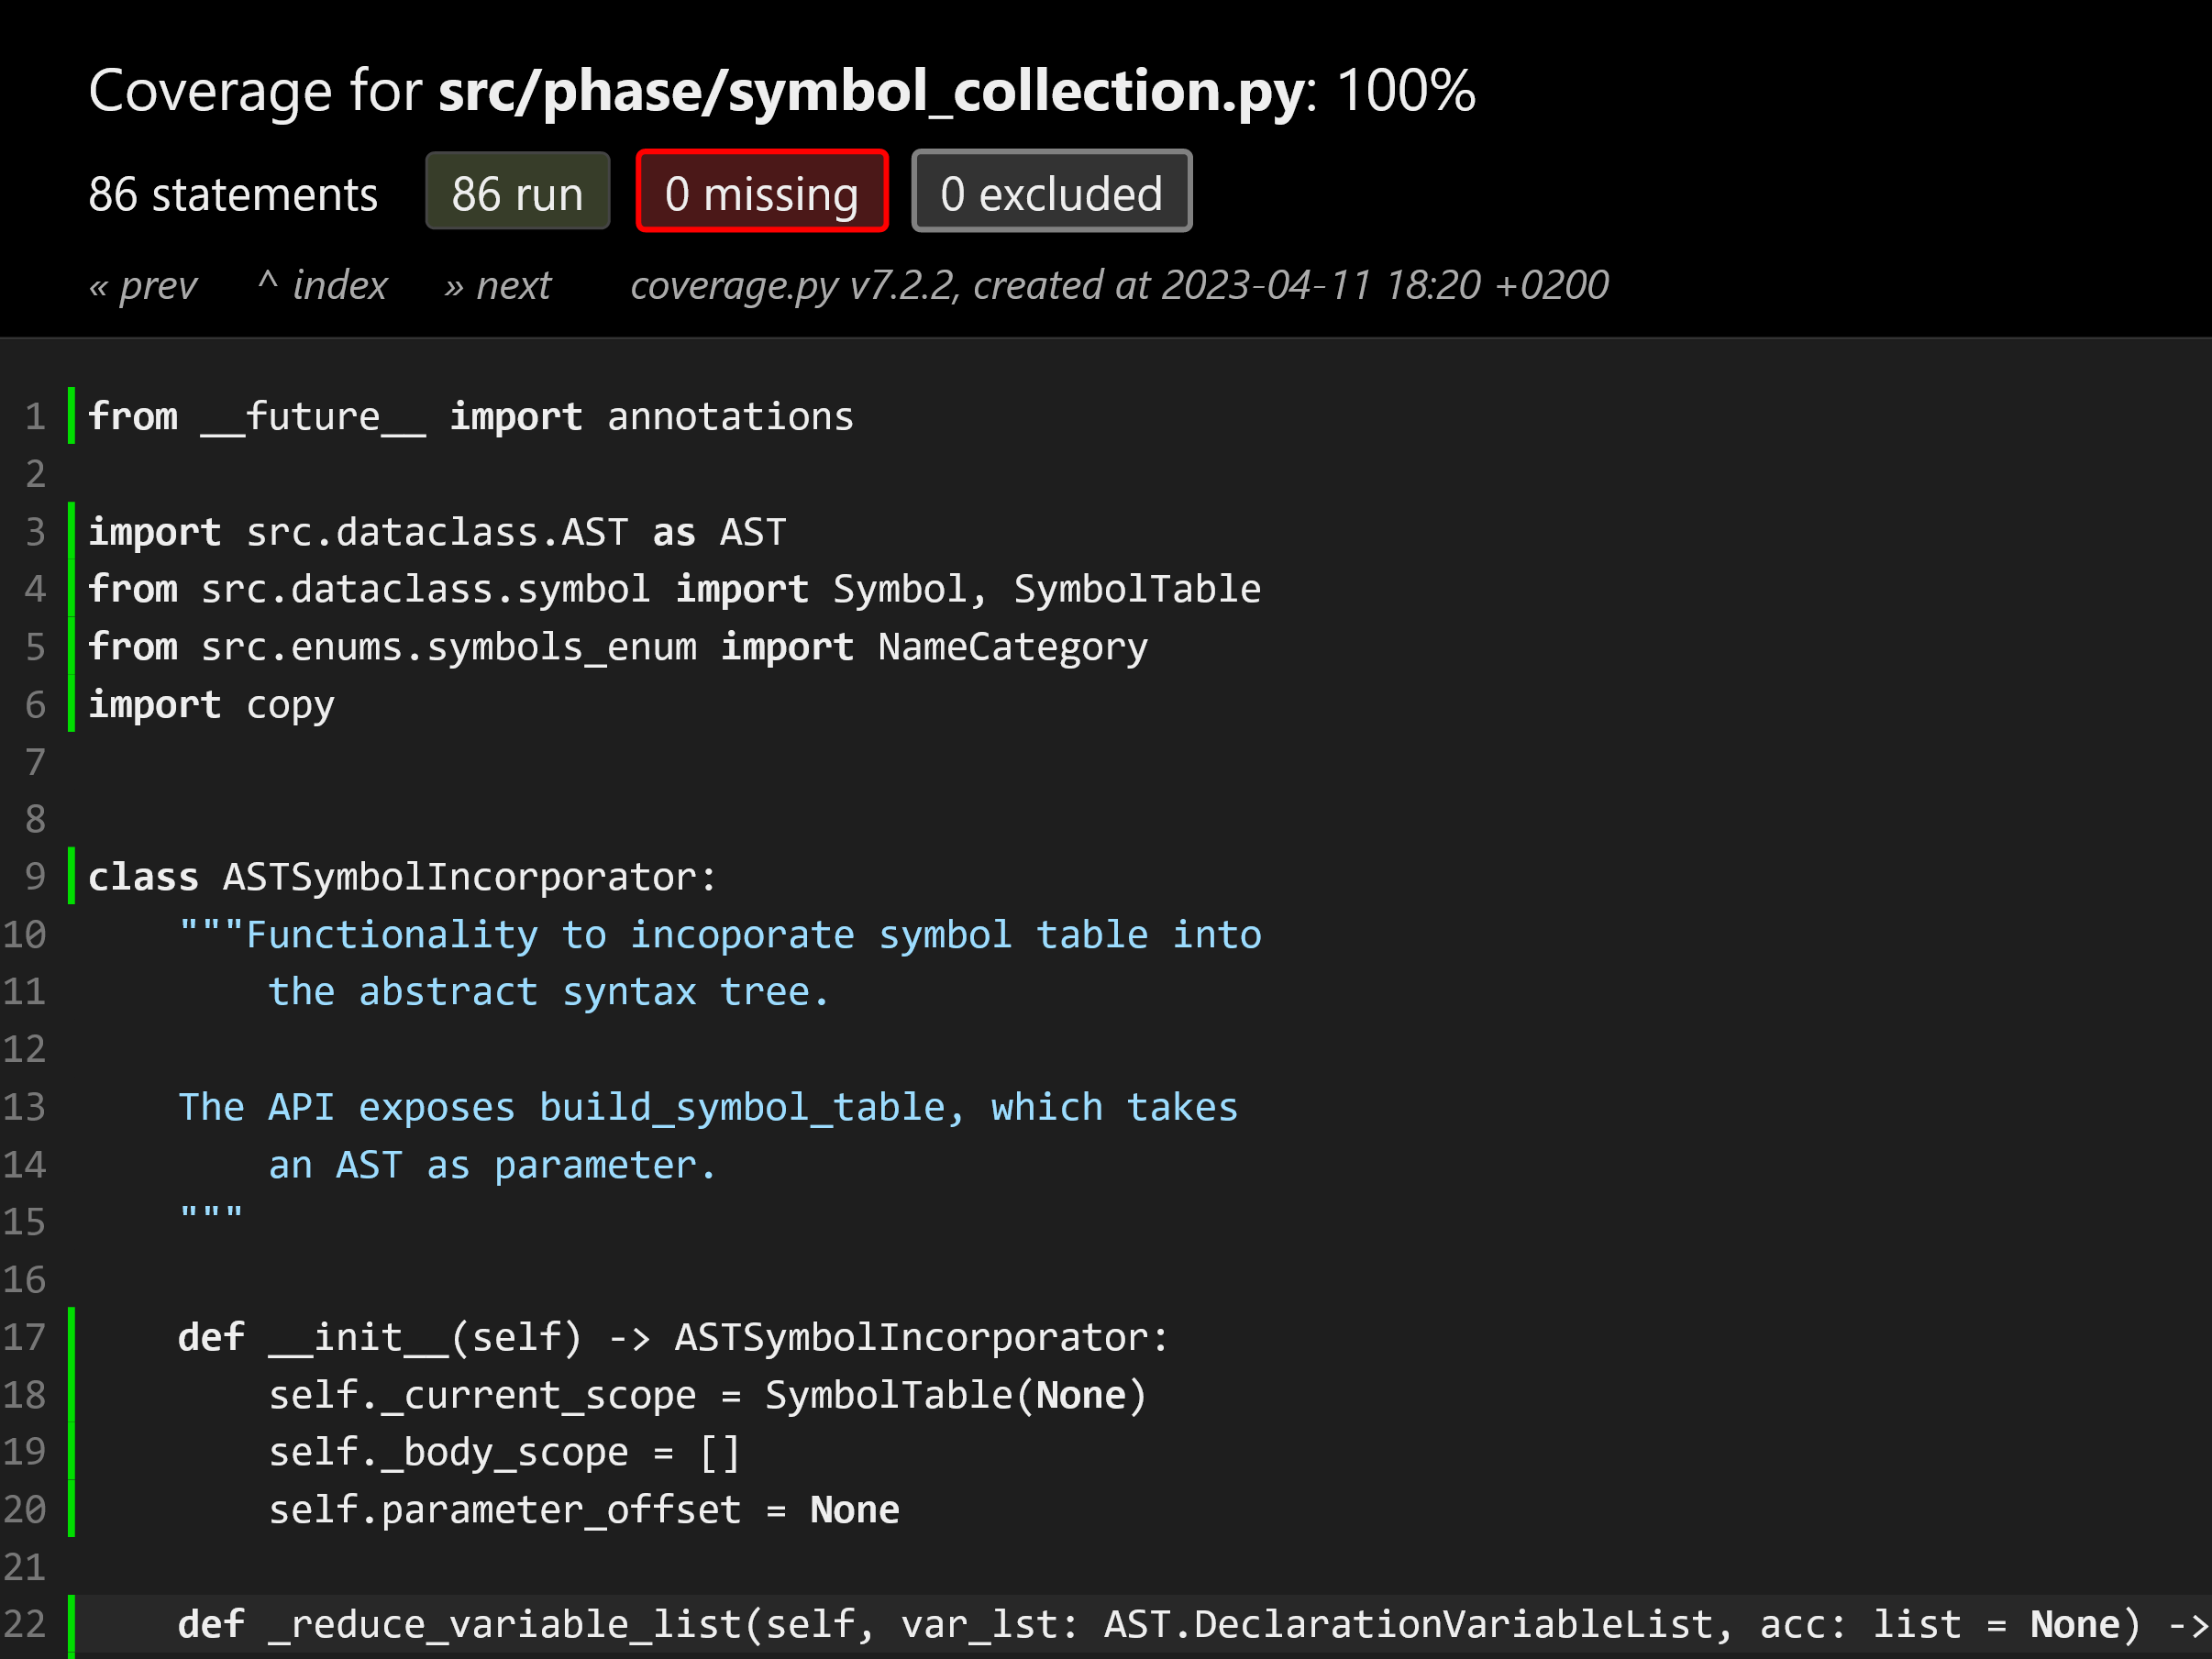 Coverage for src/phase/symbol_collection.py: 100%
86 statements 86 run 0 missing 0 excluded
« prev ^ index » next coverage.py v7.2.2, created at 2023-04-11 18:20 +0200
1 from __future__ import annotations
2
3 import src.dataclass.AST as AST
4 from src.dataclass.symbol import Symbol, SymbolTable
5 from src.enums.symbols_enum import NameCategory
6 import copy
7
8
9 class ASTSymbolIncorporator:
10 """Functionality to incoporate symbol table into
11 the abstract syntax tree.
12
13 The API exposes build_symbol_table, which takes
14 an AST as parameter.
15 """
16
17 def __init__(self) -> ASTSymbolIncorporator:
18 self._current_scope = SymbolTable(None)
19 self._body_scope = []
20 self.parameter_offset = None
21
22 def _reduce_variable_list(self, var_lst: AST.DeclarationVariableList, acc: list = None) ->